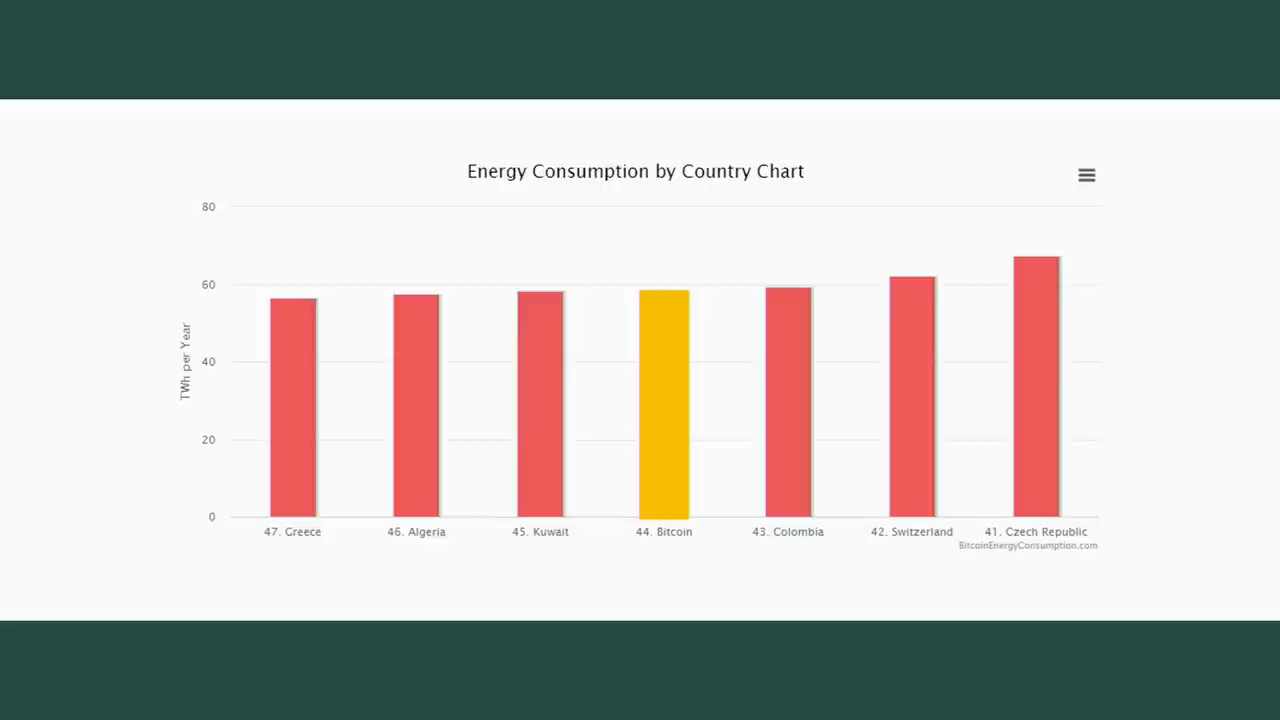 Energy Consumption by Country Chart
80
60
40
20
0
TWh per Year
47. Greece
46. Algeria
45. Kuwait
44. Bitcoin
43. Colombia
42. Switzerland
41. Czech Republic
BitcoinEnergyConsumption.com